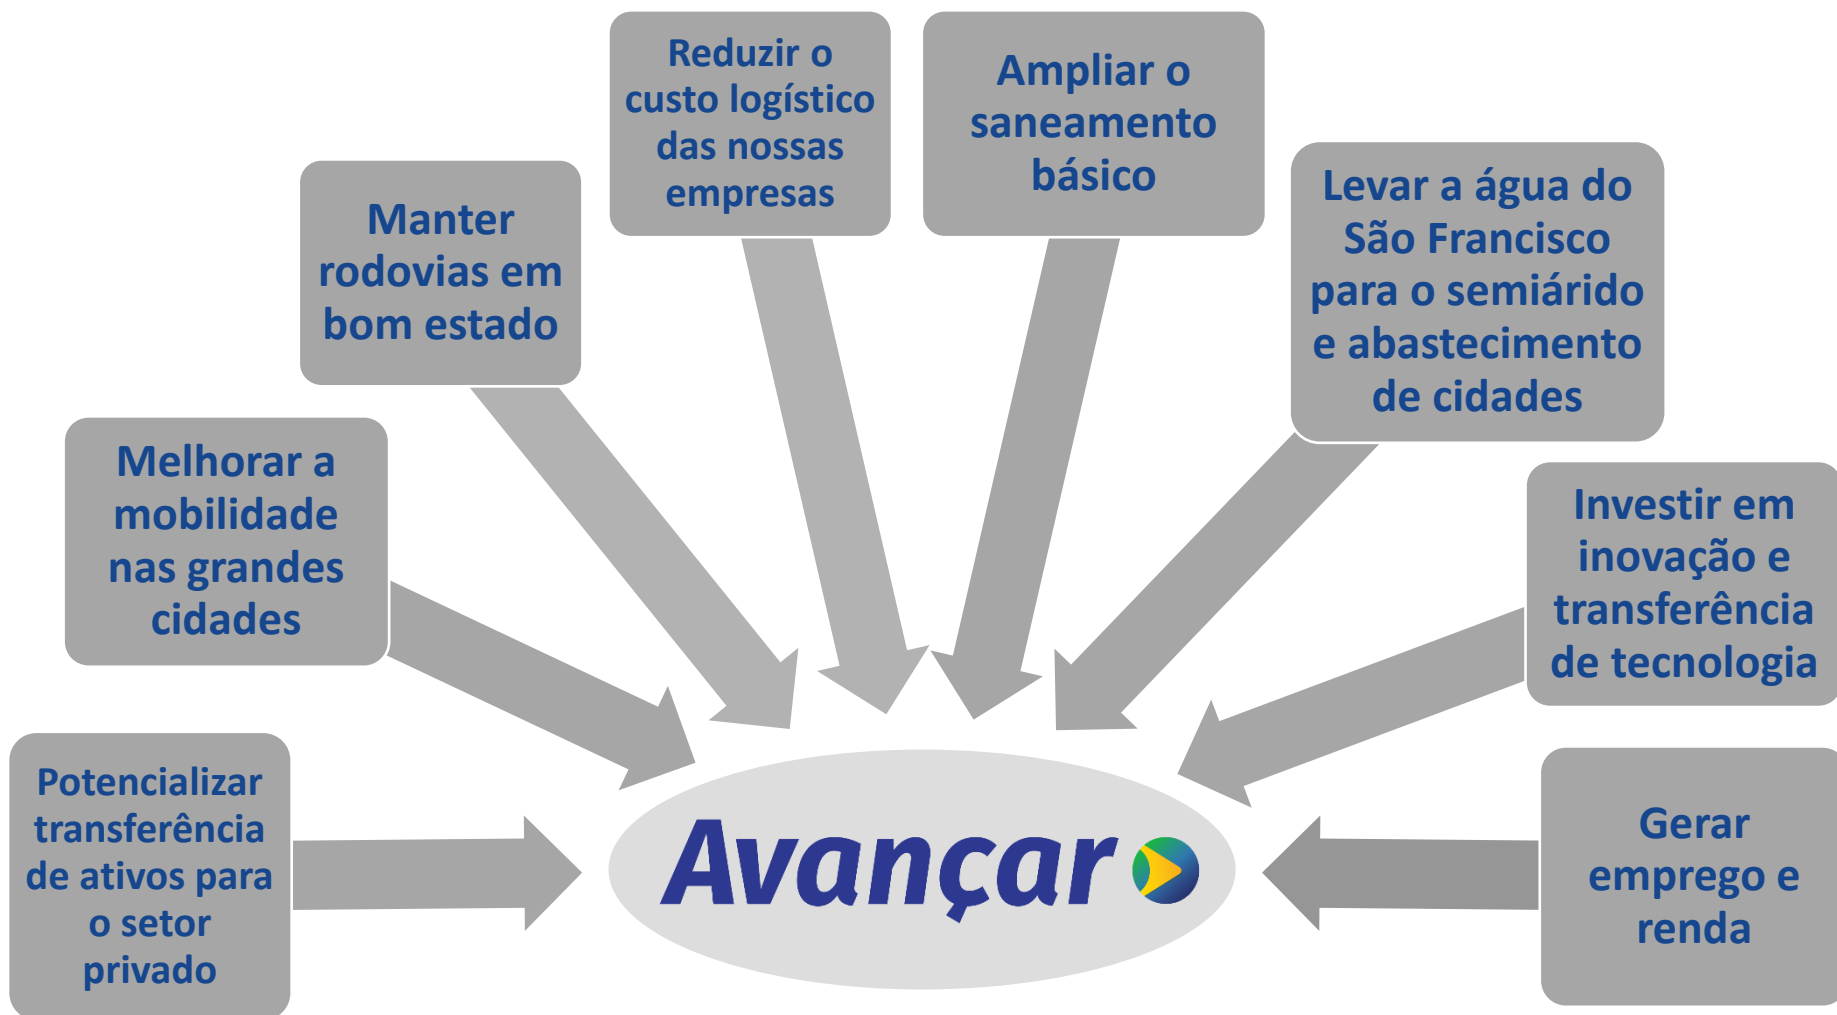 Reduzir o
custo logístico
das nossas
empresas
Ampliar o
saneamento
básico
Manter
rodovias em
bom estado
Levar a água do
São Francisco
para o semiárido
e abastecimento
de cidades
Melhorar a
mobilidade
nas grandes
cidades
Investir em
inovação e
transferência
de tecnologia
Potencializar
transferência
de ativos para
o setor
privado
Avançar
Gerar
emprego e
renda